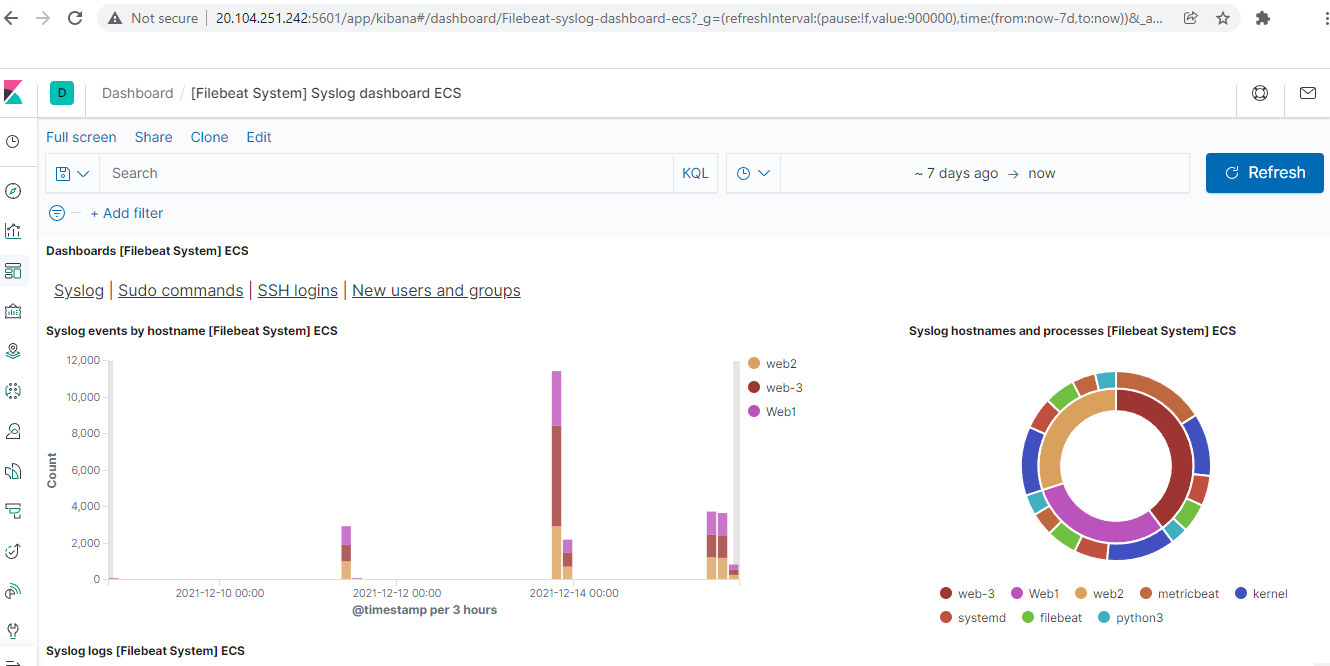 Not secure | 20.104.251.242:5601/app/kibana#/dashboard/Filebeat-syslog-dashboard-ecs?_g=(refreshInterval:(pause:!f,value:900000),time:(from:now-7d,to:now))&_a...
D Dashboard / [Filebeat System] Syslog dashboard ECS
Full screen Share Clone Edit
Search KQL ~ 7 days ago → now Refresh
+ Add filter
Dashboards [Filebeat System] ECS
Syslog | Sudo commands | SSH logins | New users and groups
Syslog events by hostname [Filebeat System] ECS
12,000
10,000
8,000
6,000
4,000
2,000
0
Count
2021-12-10 00:00 2021-12-12 00:00 2021-12-14 00:00
@timestamp per 3 hours
web2
web-3
Web1
Syslog hostnames and processes [Filebeat System] ECS
web-3 Web1 web2 metricbeat kernel
systemd filebeat python3
Syslog logs [Filebeat System] ECS